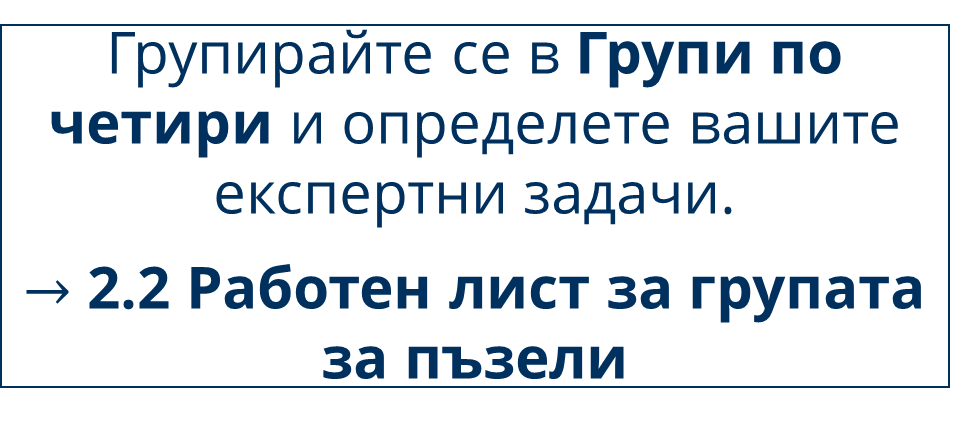 Групирайте се в Групи по
четири и определете вашите
експертни задачи.
→ 2.2 Работен лист за групата
за пъзели